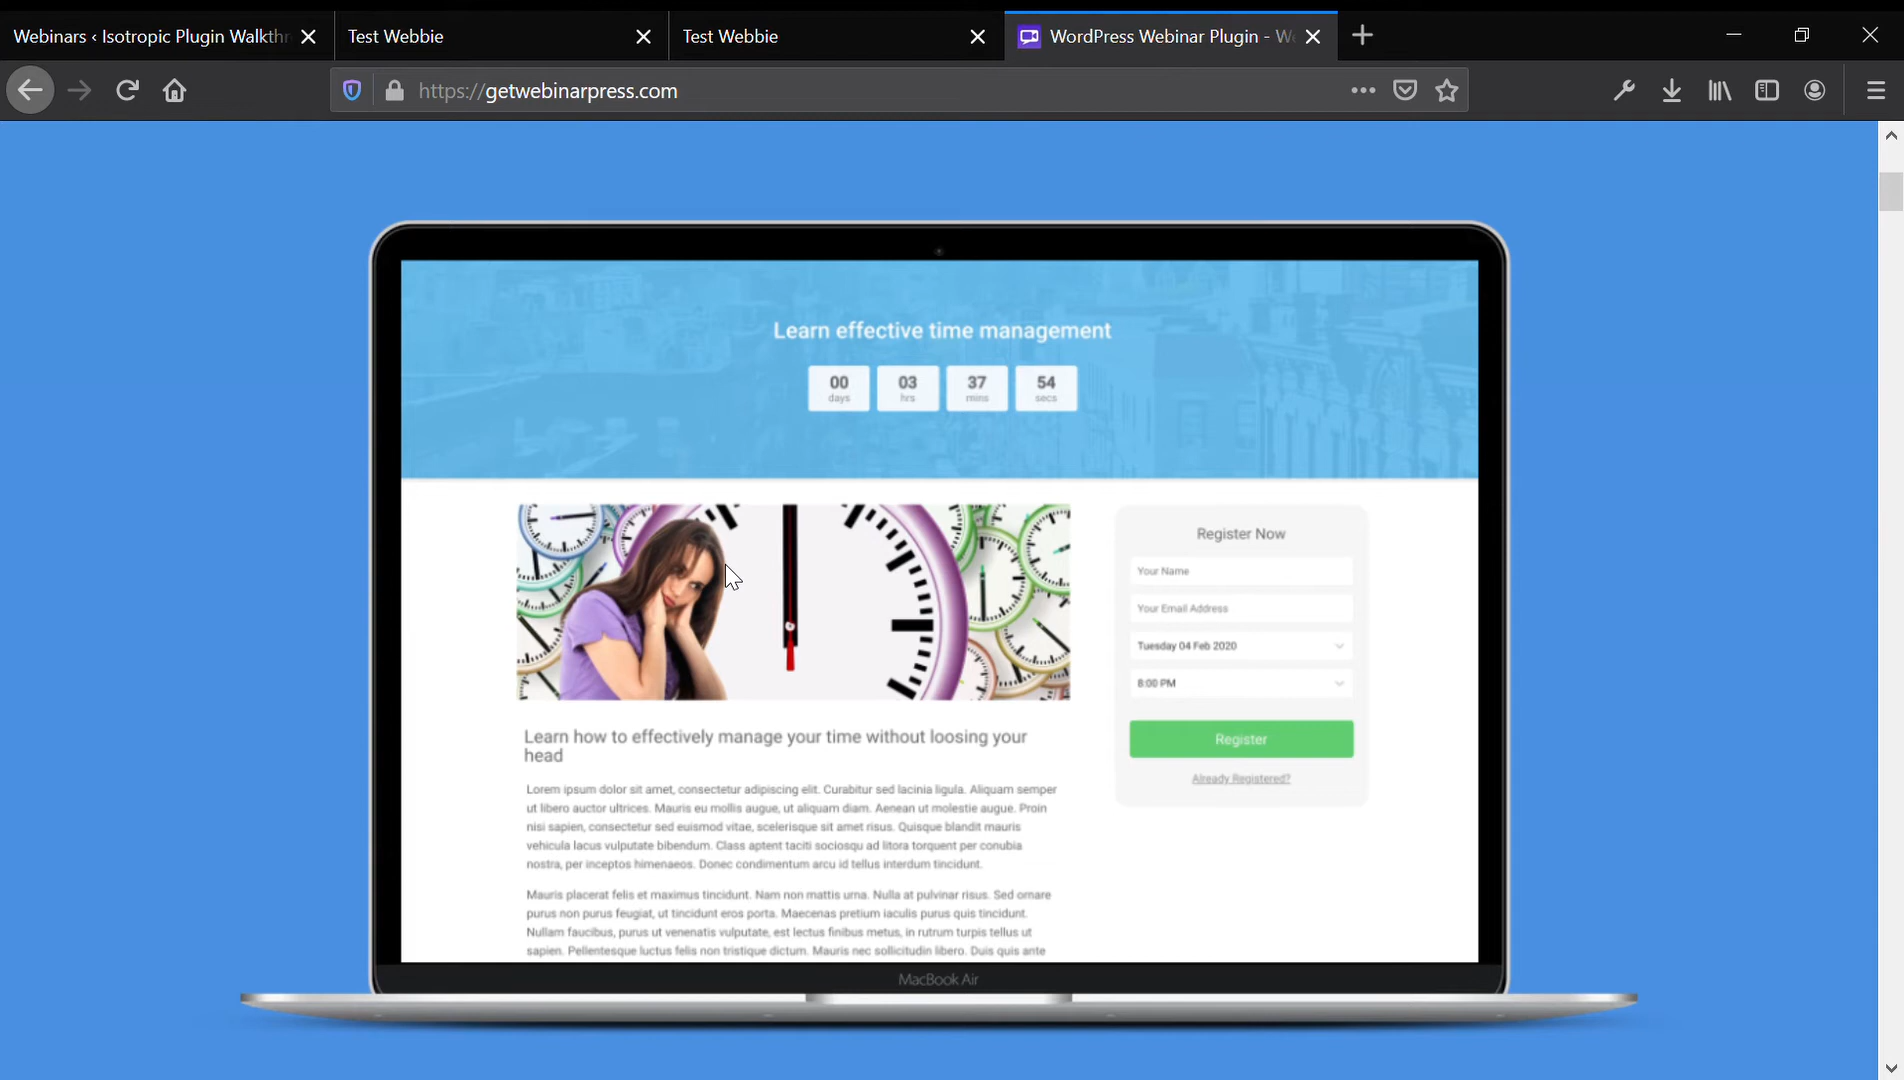 Webinars ‹ Isotropic Plugin Walkthr
Test Webbie
Test Webbie
WordPress Webinar Plugin - We
https://getwebinarpress.com
Learn effective time management
00 03 37 54
days hrs mins secs
Register Now
Your Name
Your Email Address
Tuesday 04 Feb 2020
8:00 PM
Register
Already Registered?
Learn how to effectively manage your time without loosing your
head
Lorem ipsum dolor sit amet, consectetur adipiscing elit. Curabitur sed lacinia ligula. Aliquam semper
ut libero auctor ultrices. Mauris eu mollis augue, ut aliquam diam. Aenean ut molestie augue. Proin
nisi sapien, consectetur sed euismod vitae, scelerisque sit amet risus. Quisque blandit mauris
vehicula lacus vulputate bibendum. Class aptent taciti sociosqu ad litora torquent per conubia
nostra, per inceptos himenaeos. Donec condimentum arcu id tellus interdum tincidunt.
Mauris placerat felis et maximus tincidunt. Nam non mattis urna. Nulla at pulvinar risus. Sed ornare
purus non purus feugiat, ut tincidunt eros porta. Maecenas pretium iaculis purus quis tincidunt.
Nullam faucibus, purus ut venenatis vulputate, est lectus finibus metus, in rutrum turpis tellus ut
sapien. Pellentesque luctus felis non tristique dictum. Mauris nec sollicitudin libero. Duis quis ante
MacBook Air